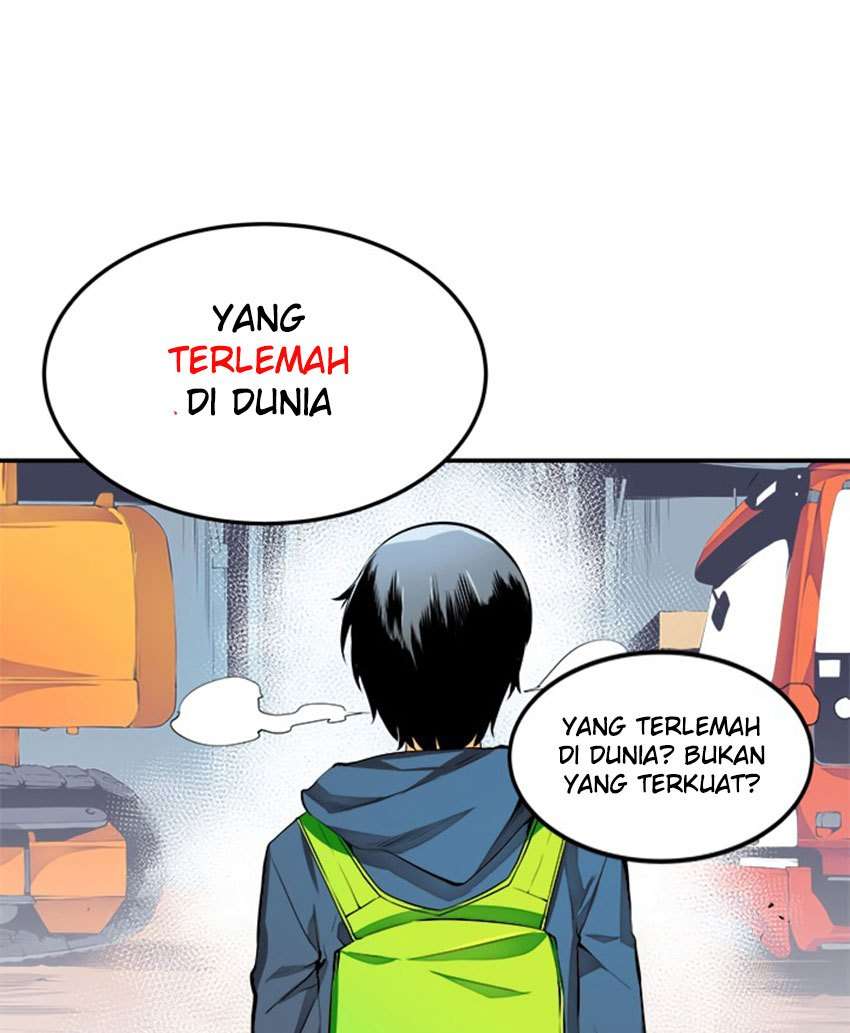 YANG
TERLEMAH
DI DUNIA
YANG TERLEMAH
DI DUNIA? BUKAN
YANG TERKUAT?